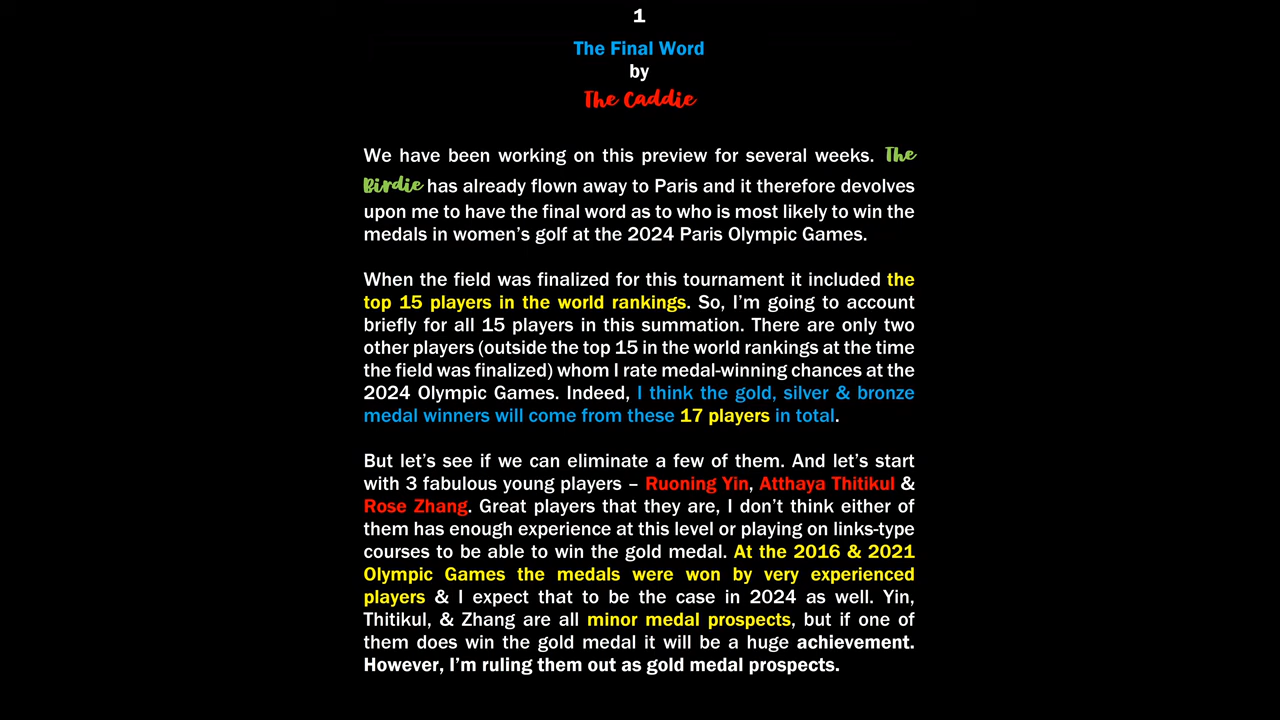 1
The Final Word
by
The Caddie
We have been working on this preview for several weeks. The
Birdie has already flown away to Paris and it therefore devolves
upon me to have the final word as to who is most likely to win the
medals in women’s golf at the 2024 Paris Olympic Games.
When the field was finalized for this tournament it included the
top 15 players in the world rankings. So, I’m going to account
briefly for all 15 players in this summation. There are only two
other players (outside the top 15 in the world rankings at the time
the field was finalized) whom I rate medal-winning chances at the
2024 Olympic Games. Indeed, I think the gold, silver & bronze
medal winners will come from these 17 players in total.
But let’s see if we can eliminate a few of them. And let’s start
with 3 fabulous young players – Ruoning Yin, Atthaya Thitikul &
Rose Zhang. Great players that they are, I don’t think either of
them has enough experience at this level or playing on links-type
courses to be able to win the gold medal. At the 2016 & 2021
Olympic Games the medals were won by very experienced
players & I expect that to be the case in 2024 as well. Yin,
Thitikul, & Zhang are all minor medal prospects, but if one of
them does win the gold medal it will be a huge achievement.
However, I’m ruling them out as gold medal prospects.